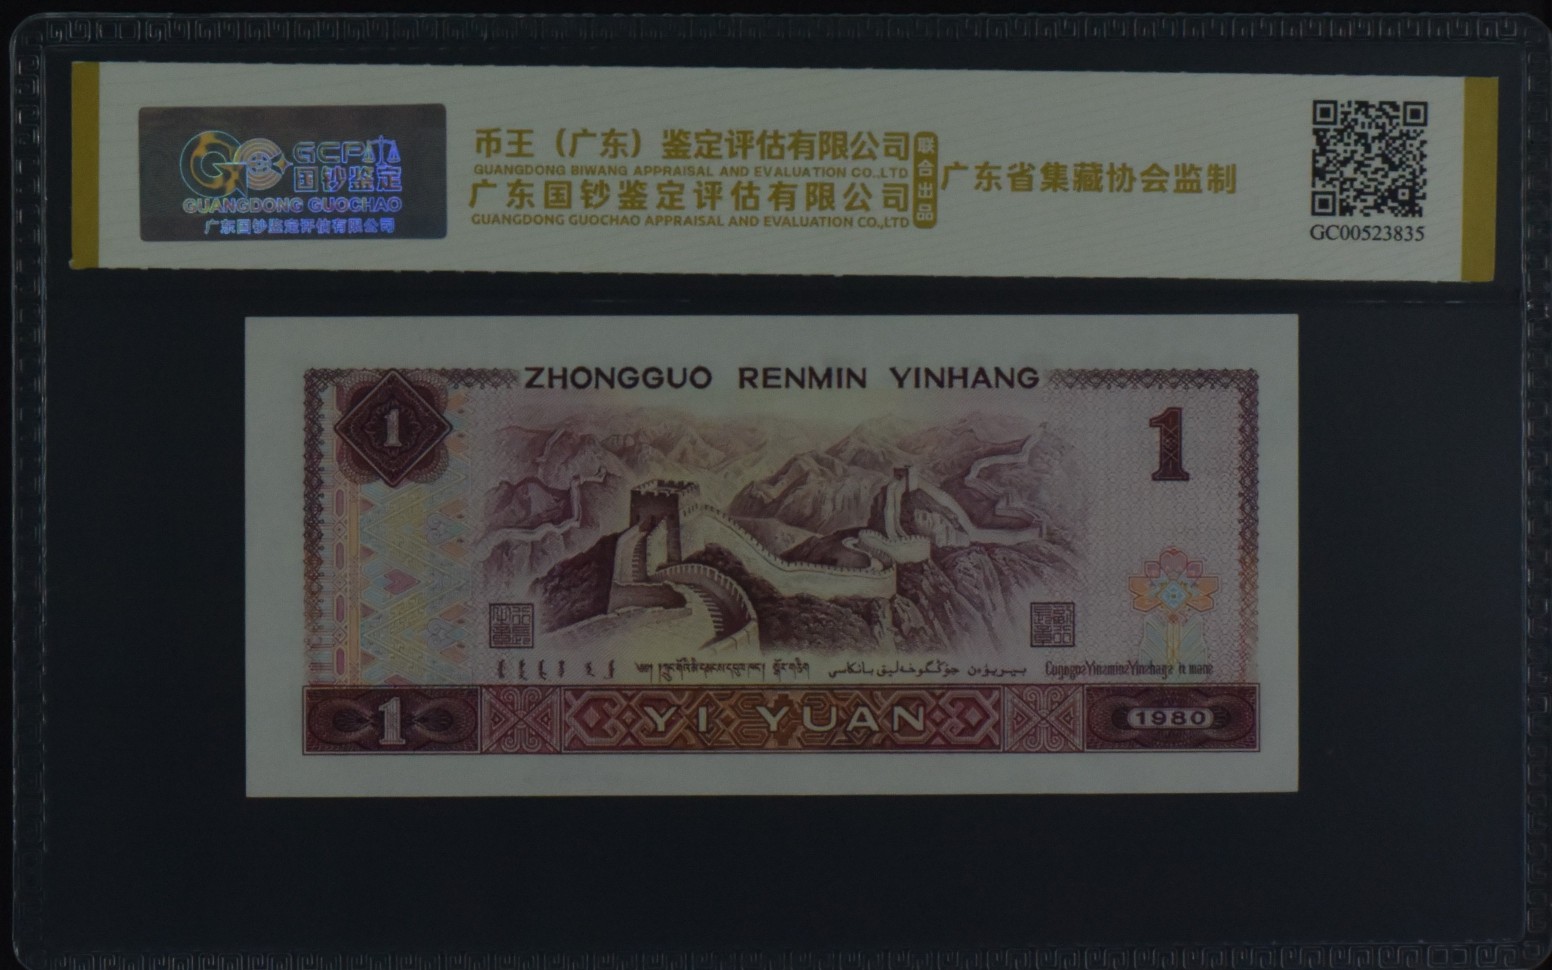 GCP
国钞鉴定
GUANGDONG GUOCHAO
广东国钞鉴定评估有限公司
币王（广东）鉴定评估有限公司
GUANGDONG BIWANG APPRAISAL AND EVALUATION CO.,LTD
广东国钞鉴定评估有限公司
GUANGDONG GUOCHAO APPRAISAL AND EVALUATION CO.,LTD
联合出品
广东省集藏协会监制
GC00523835
ZHONGGUO RENMIN YINHANG
1
1
1
YI YUAN
1980